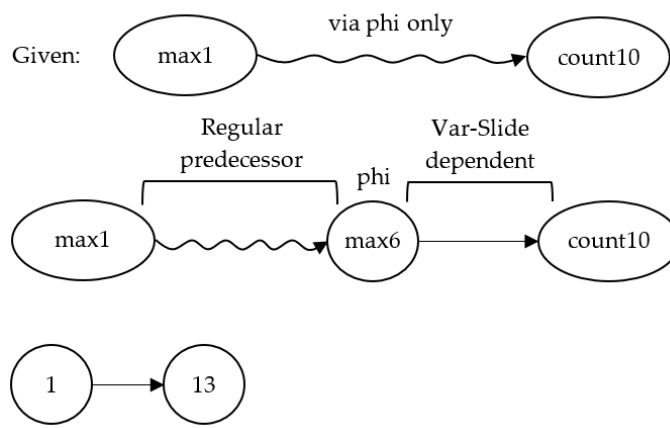 via phi only
Given: max1 count10
Regular predecessor Var-Slide dependent
phi
max1 max6 count10
1 13